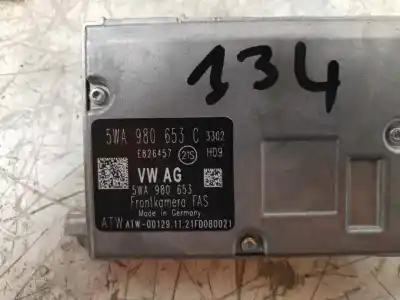 134
5WA 980 653 C 3302
E826457 21S H09
VW AG
5WA 980 653
Frontkamera FAS
Made in Germany
ATW ATW-00129.11.21FD080021